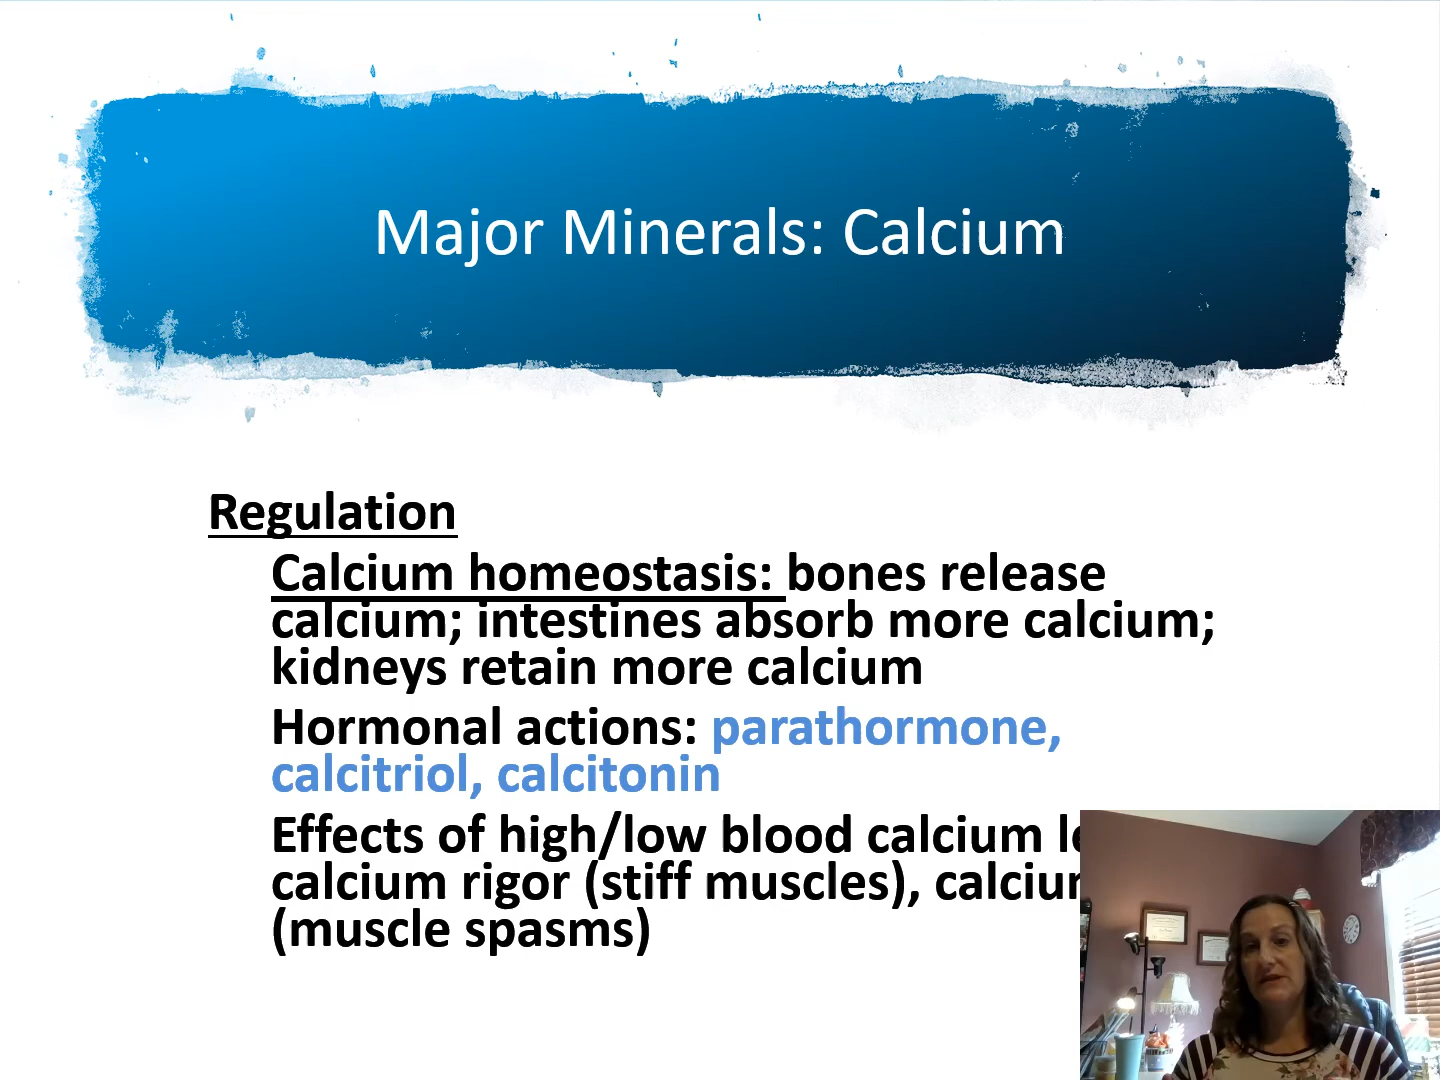 Major Minerals: Calcium
Regulation
Calcium homeostasis: bones release
calcium; intestines absorb more calcium;
kidneys retain more calcium
Hormonal actions: parathormone,
calcitriol, calcitonin
Effects of high/low blood calcium
calcium rigor (stiff muscles),
(muscle spasms)